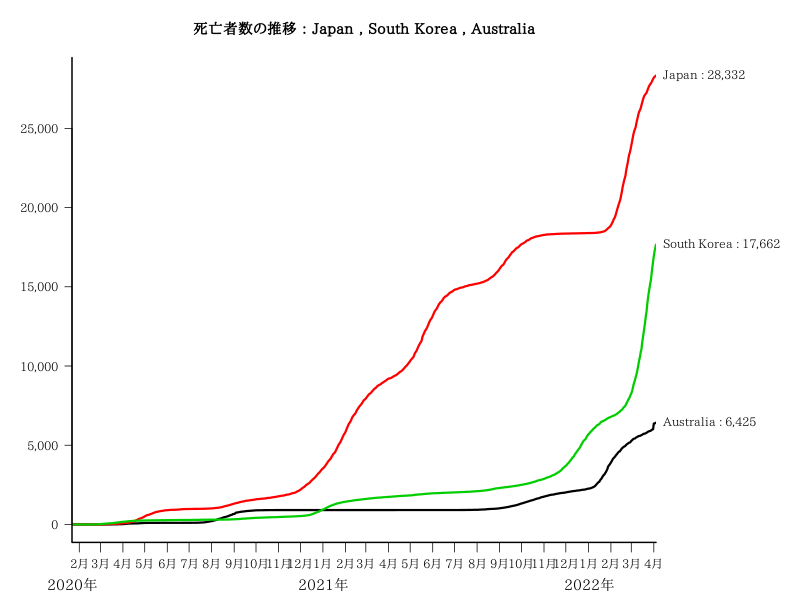 死亡者数の推移 : Japan , South Korea , Australia
Japan : 28,332
25,000
20,000
South Korea : 17,662
15,000
10,000
Australia : 6,425
5,000
0
2月 3月 4月 5月 6月 7月 8月 9月 10月 11月 12月 1月 2月 3月 4月 5月 6月 7月 8月 9月 10月 11月 12月 1月 2月 3月 4月
2020年 2021年 2022年